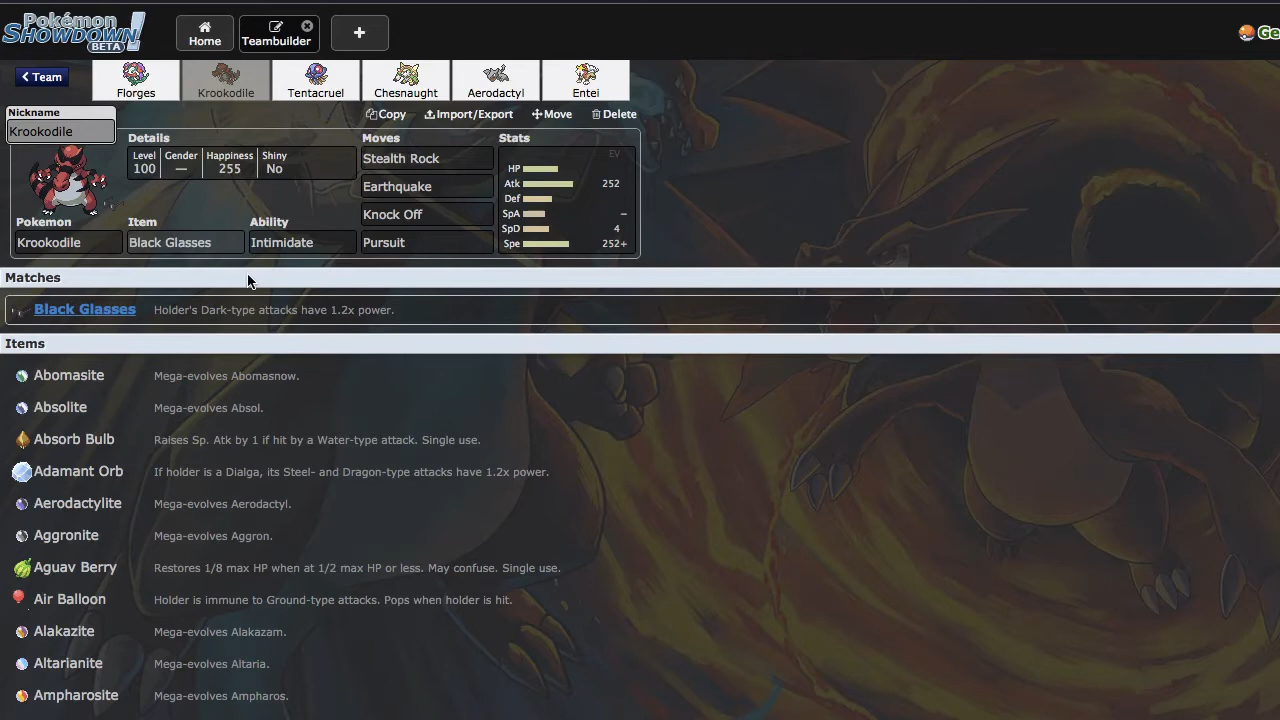 Pokémon
SHOWDOWN!
BETA
Home
Teambuilder
+
Ge
< Team
Florges
Krookodile
Tentacruel
Chesnaught
Aerodactyl
Entei
Nickname
Krookodile
Copy
Import/Export
Move
Delete
Details
Moves
Stats
Level
100
Gender
—
Happiness
255
Shiny
No
Stealth Rock
Earthquake
Knock Off
Pursuit
EV
HP
Atk 252
Def
SpA –
SpD 4
Spe 252+
Pokemon
Krookodile
Item
Black Glasses
Ability
Intimidate
Matches
Black Glasses Holder's Dark-type attacks have 1.2x power.
Items
Abomasite Mega-evolves Abomasnow.
Absolite Mega-evolves Absol.
Absorb Bulb Raises Sp. Atk by 1 if hit by a Water-type attack. Single use.
Adamant Orb If holder is a Dialga, its Steel- and Dragon-type attacks have 1.2x power.
Aerodactylite Mega-evolves Aerodactyl.
Aggronite Mega-evolves Aggron.
Aguav Berry Restores 1/8 max HP when at 1/2 max HP or less. May confuse. Single use.
Air Balloon Holder is immune to Ground-type attacks. Pops when holder is hit.
Alakazite Mega-evolves Alakazam.
Altarianite Mega-evolves Altaria.
Ampharosite Mega-evolves Ampharos.